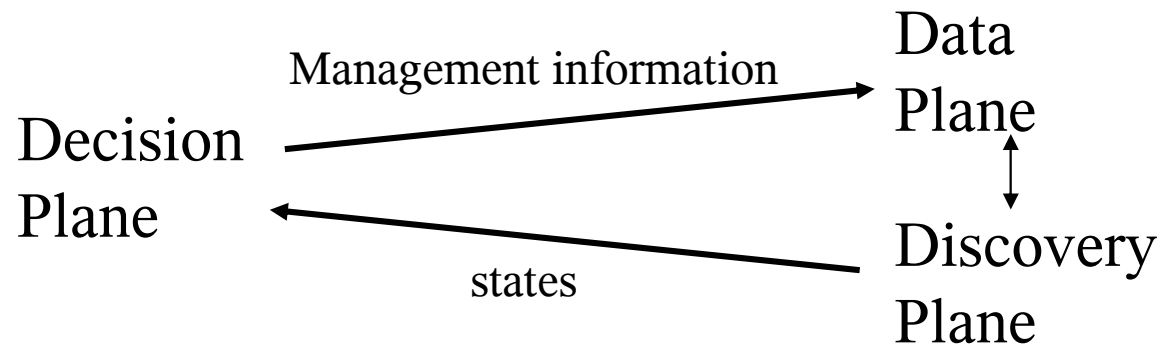 Data
Plane
Management information
Decision
Plane
states
Discovery
Plane